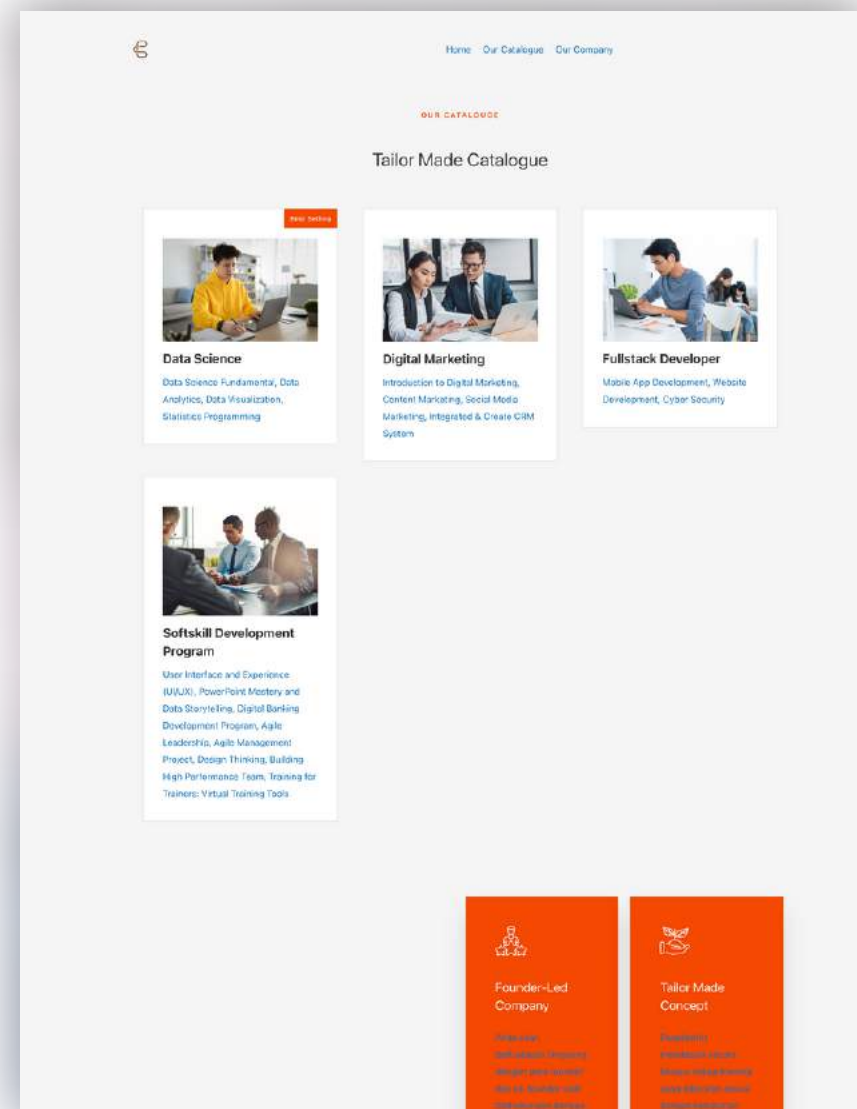 Home Our Catalogue Our Company
OUR CATALOUGE
Tailor Made Catalogue
Best Selling
Data Science
Data Science Fundamental, Data
Analytics, Data Visualization,
Statistics Programming
Digital Marketing
Introduction to Digital Marketing,
Content Marketing, Social Media
Marketing, Integrated & Create CRM
System
Fullstack Developer
Mobile App Development, Website
Development, Cyber Security
Softskill Development
Program
User Interface and Experience
(UI/UX), PowerPoint Mastery and
Data Storytelling, Digital Banking
Development Program, Agile
Leadership, Agile Management
Project, Design Thinking, Building
High Performance Team, Training for
Trainers: Virtual Training Tools
Founder-Led
Company
Tailor Made
Concept